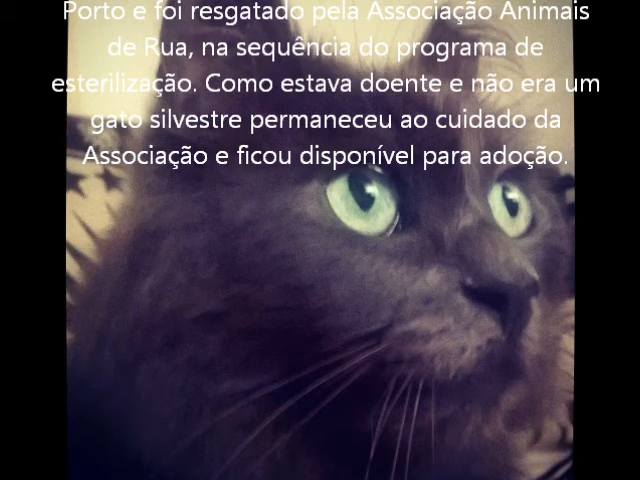 Porto e foi resgatado pela Associação Animais
de Rua, na sequência do programa de
esterilização. Como estava doente e não era um
gato silvestre permaneceu ao cuidado da
Associação e ficou disponível para adoção.